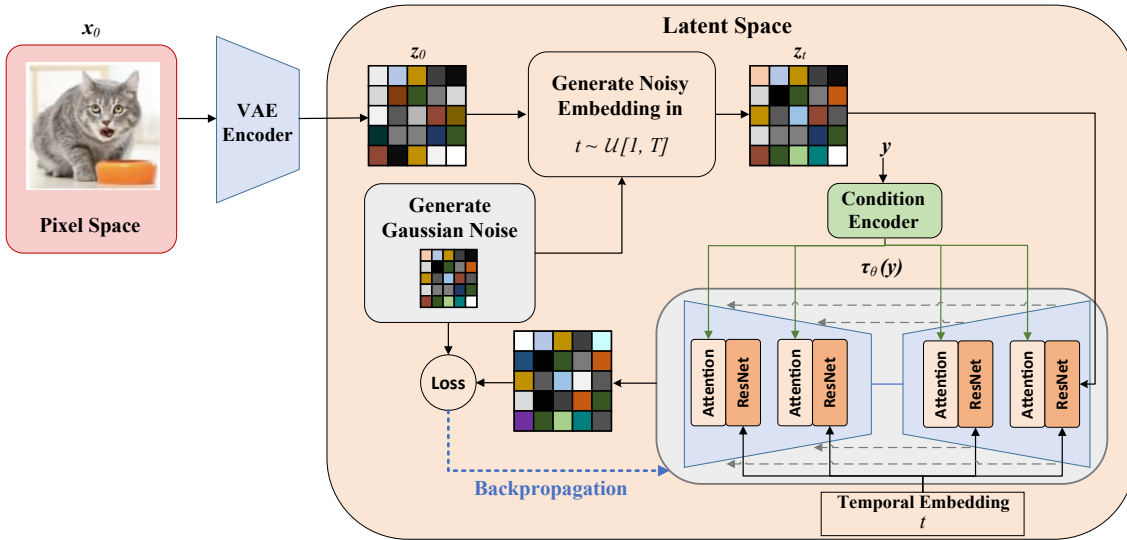 x₀
Pixel Space
VAE
Encoder
Latent Space
z₀
Generate Noisy
Embedding in
t ~ 𝒰[1, T]
zₜ
Generate
Gaussian Noise
y
Condition
Encoder
τθ(y)
Attention
ResNet
Attention
ResNet
Attention
ResNet
Attention
ResNet
Loss
Backpropagation
Temporal Embedding
t